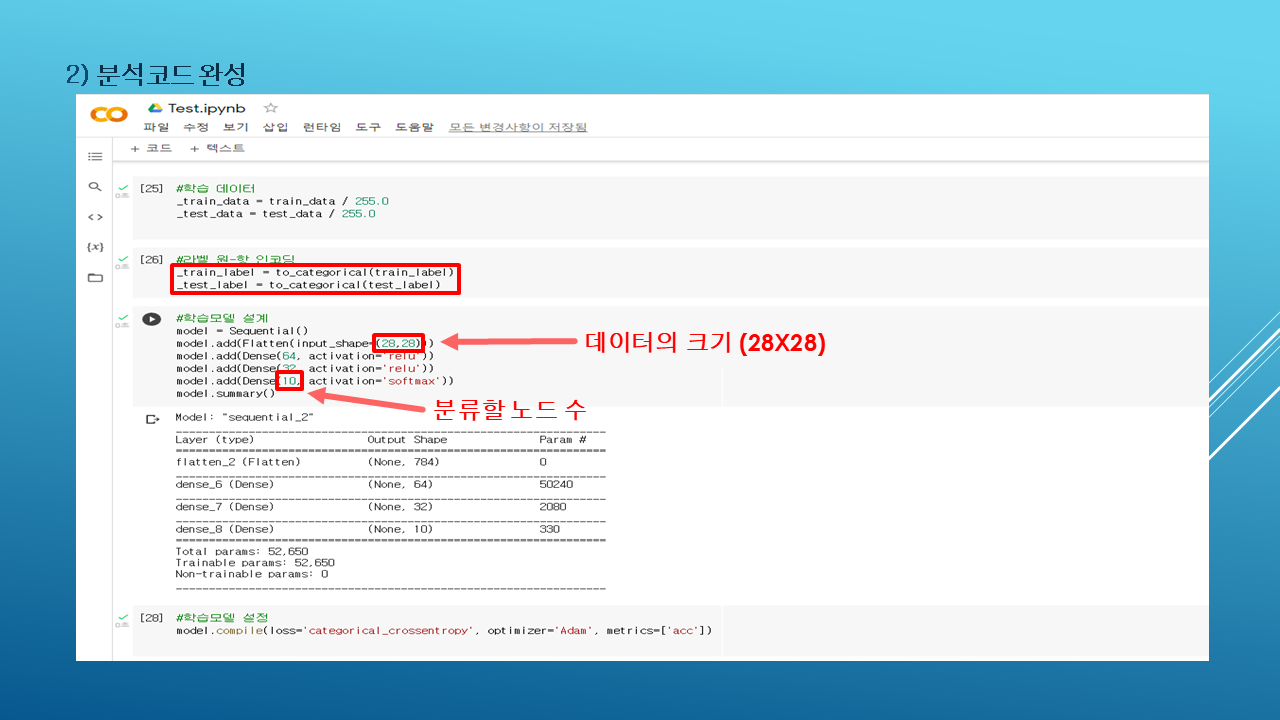 2) 분석코드 완성
Test.ipynb
파일 수정 보기 삽입 런타임 도구 도움말 모든 변경사항이 저장됨
+ 코드 + 텍스트
[25] #학습 데이터
0초 _train_data = train_data / 255.0
_test_data = test_data / 255.0
[26] #라벨 원-핫 인코딩
0초 _train_label = to_categorical(train_label)
_test_label = to_categorical(test_label)
{x}
#학습모델 설계
0초 model = Sequential()
model.add(Flatten(input_shape=(28,28)))
데이터의 크기 (28X28)
model.add(Dense(64, activation='relu'))
model.add(Dense(32, activation='relu'))
model.add(Dense(10, activation='softmax'))
model.summary()
분류할 노드 수
Model: "sequential_2"
Layer (type) Output Shape Param #
flatten_2 (Flatten) (None, 784) 0
dense_6 (Dense) (None, 64) 50240
dense_7 (Dense) (None, 32) 2080
dense_8 (Dense) (None, 10) 330
Total params: 52,650
Trainable params: 52,650
Non-trainable params: 0
[28] #학습모델 설정
0초 model.compile(loss='categorical_crossentropy', optimizer='Adam', metrics=['acc'])